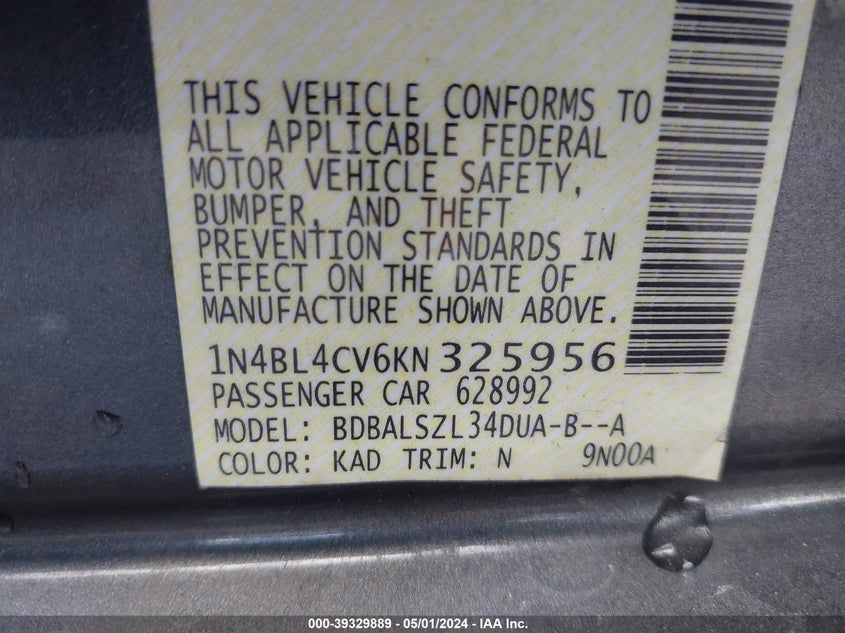 THIS VEHICLE CONFORMS TO
ALL APPLICABLE FEDERAL
MOTOR VEHICLE SAFETY,
BUMPER, AND THEFT
PREVENTION STANDARDS IN
EFFECT ON THE DATE OF
MANUFACTURE SHOWN ABOVE.
1N4BL4CV6KN325956
PASSENGER CAR 628992
MODEL: BDBALSZL34DUA-B--A
COLOR: KAD TRIM: N 9N00A
000-39329889 - 05/01/2024 - IAA Inc.